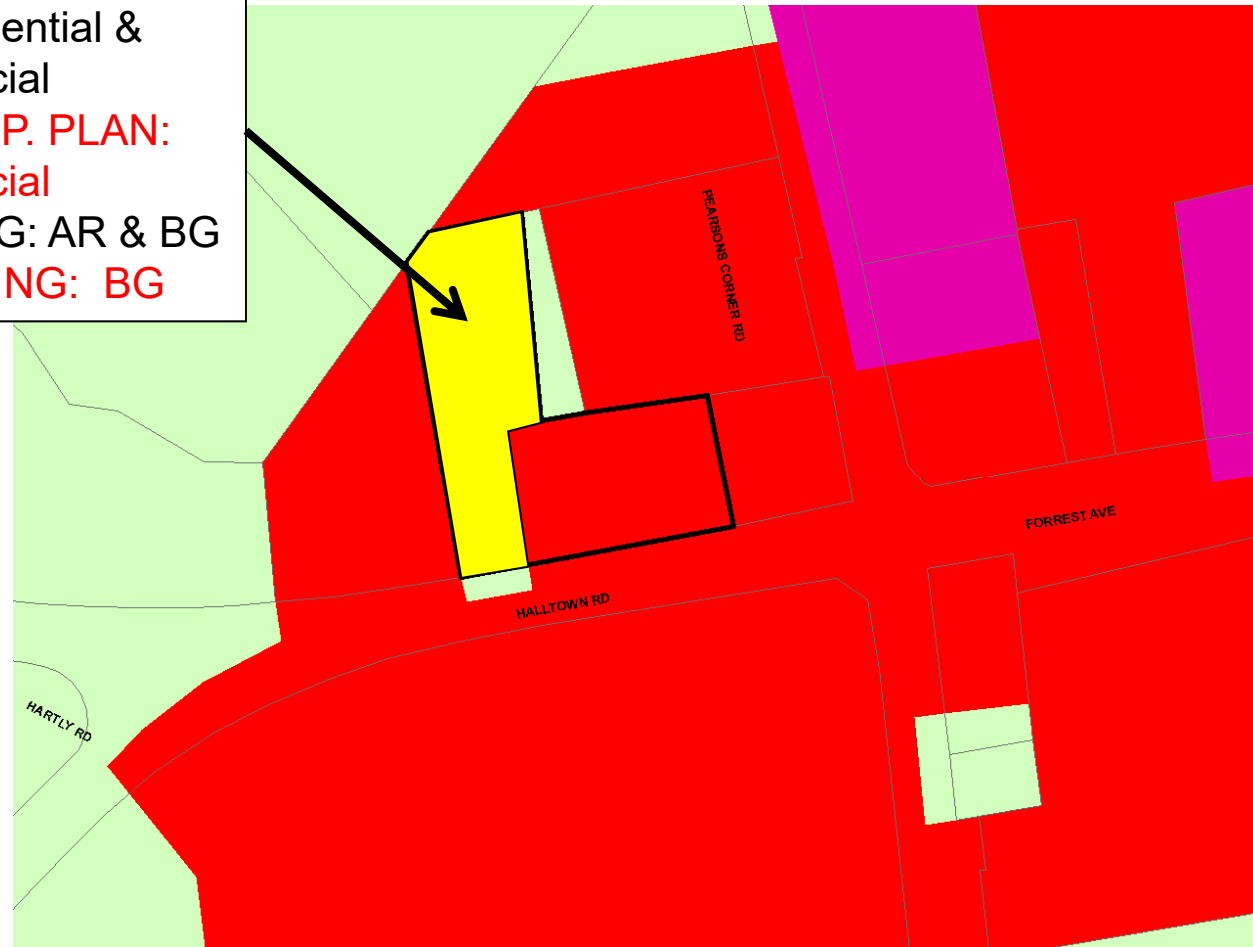 ential &
cial
P. PLAN:
cial
G: AR & BG
NG: BG
PEARSONS CORNER RD
FORREST AVE
HALLTOWN RD
HARTLY RD